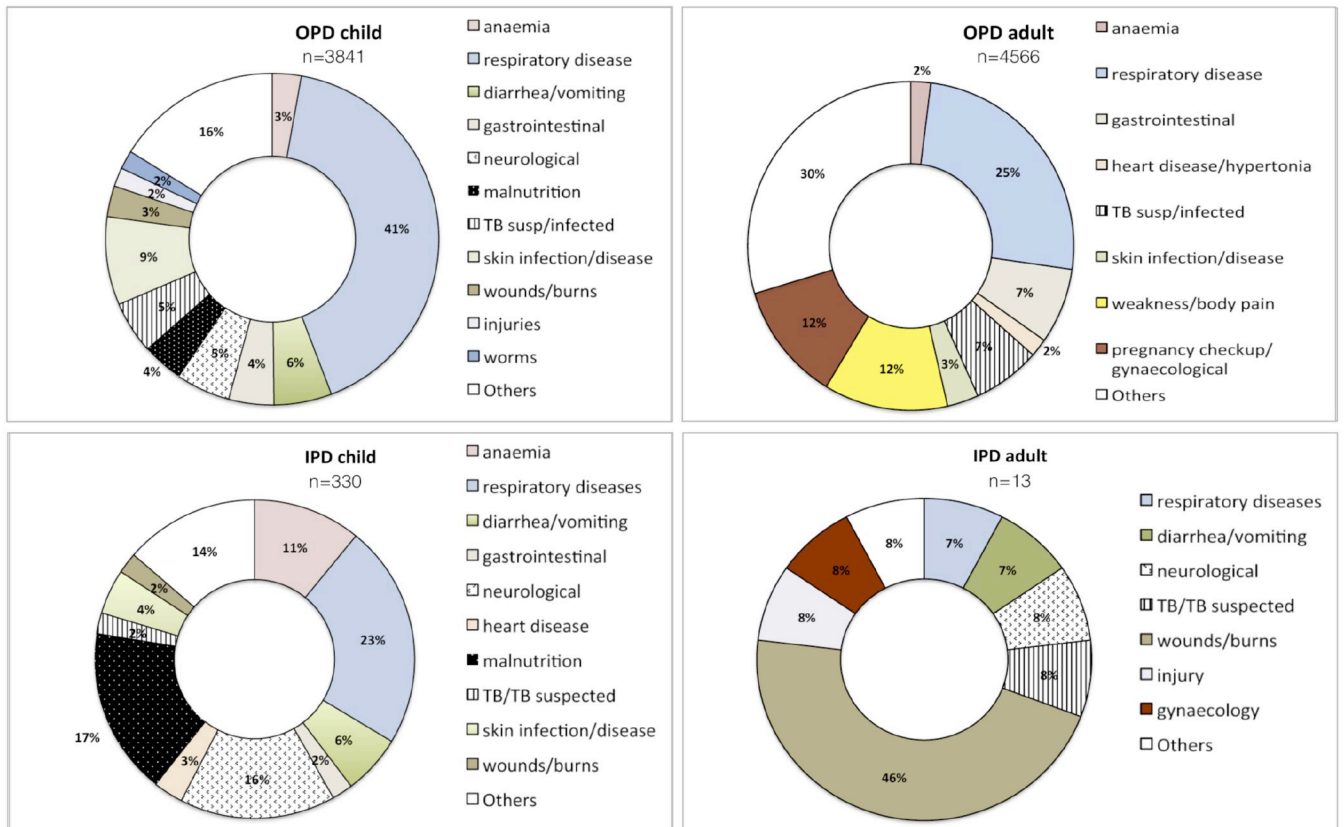 OPD child
n=3841
3%
41%
6%
4%
5%
4%
5%
9%
3%
2%
2%
16%
anaemia
respiratory disease
diarrhea/vomiting
gastrointestinal
neurological
malnutrition
TB susp/infected
skin infection/disease
wounds/burns
injuries
worms
Others
OPD adult
n=4566
2%
25%
7%
2%
7%
3%
12%
12%
30%
anaemia
respiratory disease
gastrointestinal
heart disease/hypertonia
TB susp/infected
skin infection/disease
weakness/body pain
pregnancy checkup/
gynaecological
Others
IPD child
n=330
11%
23%
6%
2%
16%
3%
17%
2%
4%
2%
14%
anaemia
respiratory diseases
diarrhea/vomiting
gastrointestinal
neurological
heart disease
malnutrition
TB/TB suspected
skin infection/disease
wounds/burns
Others
IPD adult
n=13
7%
7%
8%
8%
46%
8%
8%
8%
respiratory diseases
diarrhea/vomiting
neurological
TB/TB suspected
wounds/burns
injury
gynaecology
Others